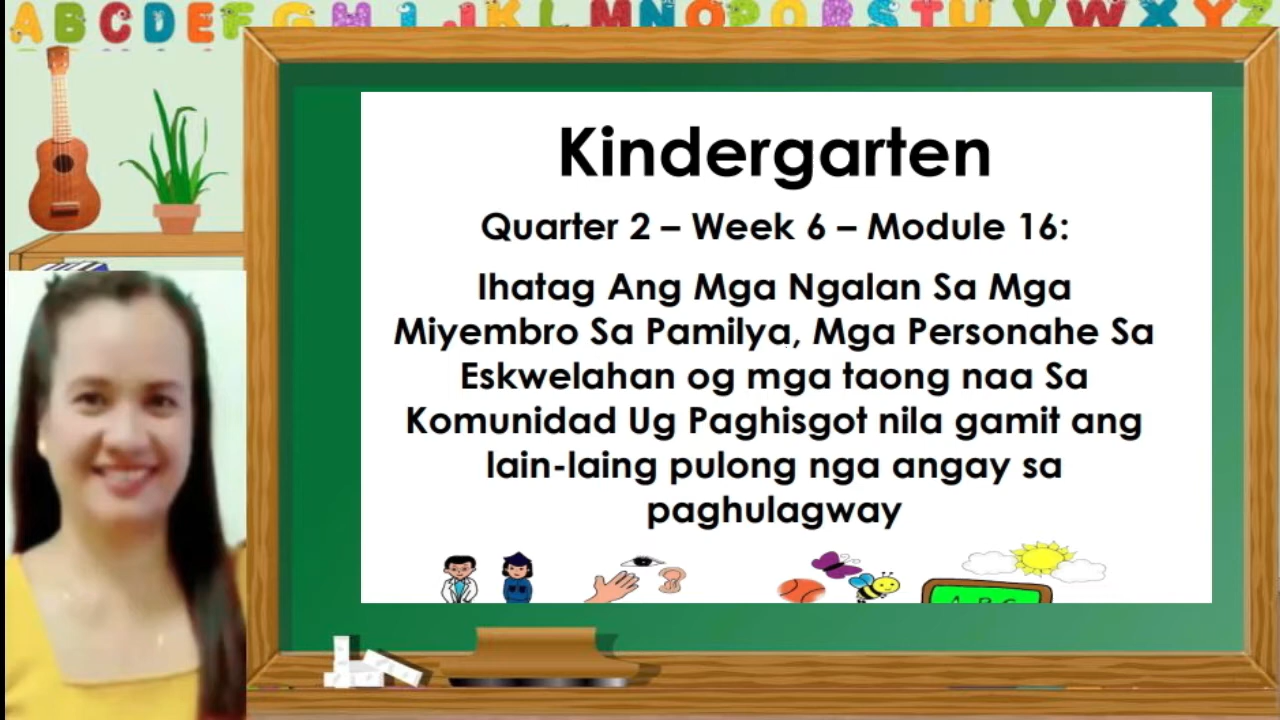 A B C D E F G H I J K L M N O P Q R S T U V W X Y Z
Kindergarten
Quarter 2 – Week 6 – Module 16:
Ihatag Ang Mga Ngalan Sa Mga
Miyembro Sa Pamilya, Mga Personahe Sa
Eskwelahan og mga taong naa Sa
Komunidad Ug Paghisgot nila gamit ang
lain-laing pulong nga angay sa
paghulagway
A B C